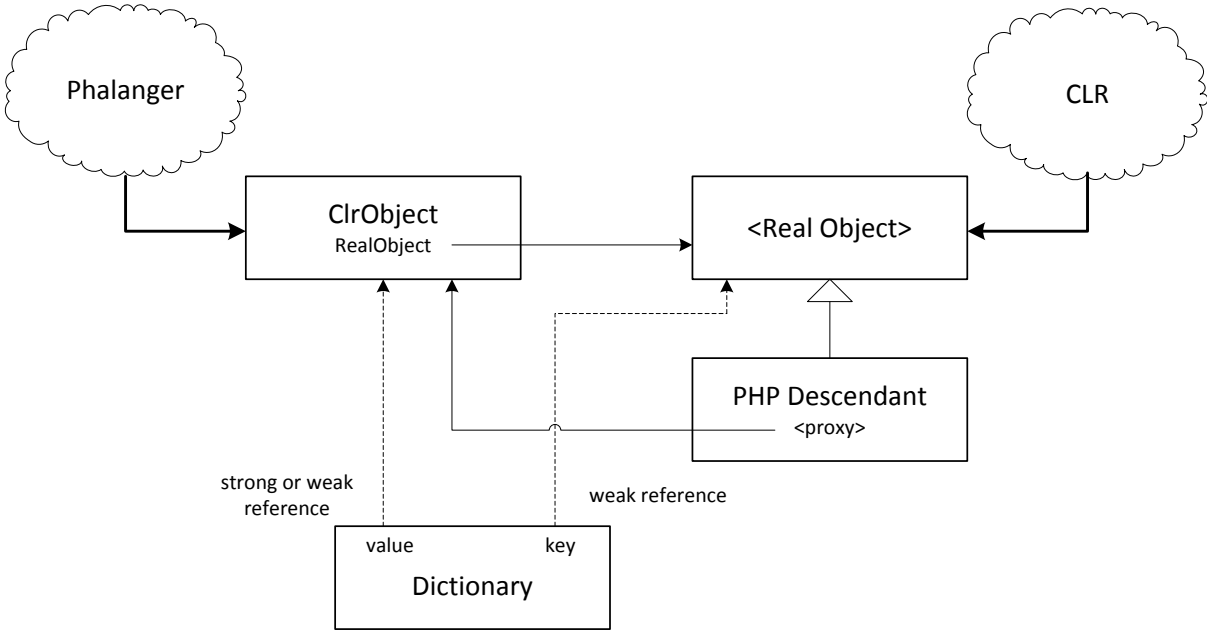 Phalanger
CLR
ClrObject
RealObject
<Real Object>
PHP Descendant
<proxy>
strong or weak
reference
weak reference
value
key
Dictionary